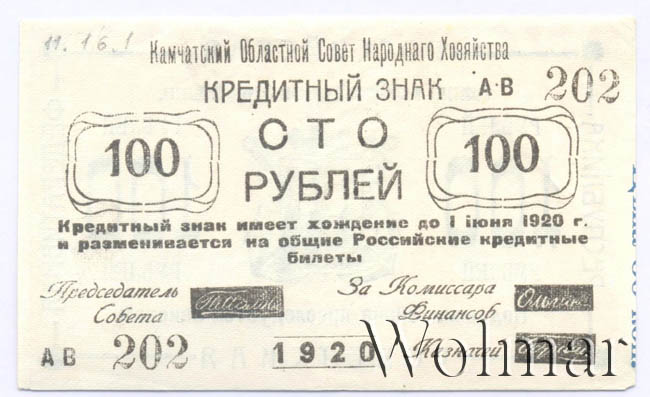 11.16.1
Камчатский Областной Совет Народнаго Хозяйства
КРЕДИТНЫЙ ЗНАК А·В 202
100 СТО 100
РУБЛЕЙ
Кредитный знак имеет хождение до 1 iюня 1920 г.
и разменивается на общие Российские кредитные
билеты
Председатель За Комиссара
Совета Финансов
АВ 202 1920 Казначей
Wolmar